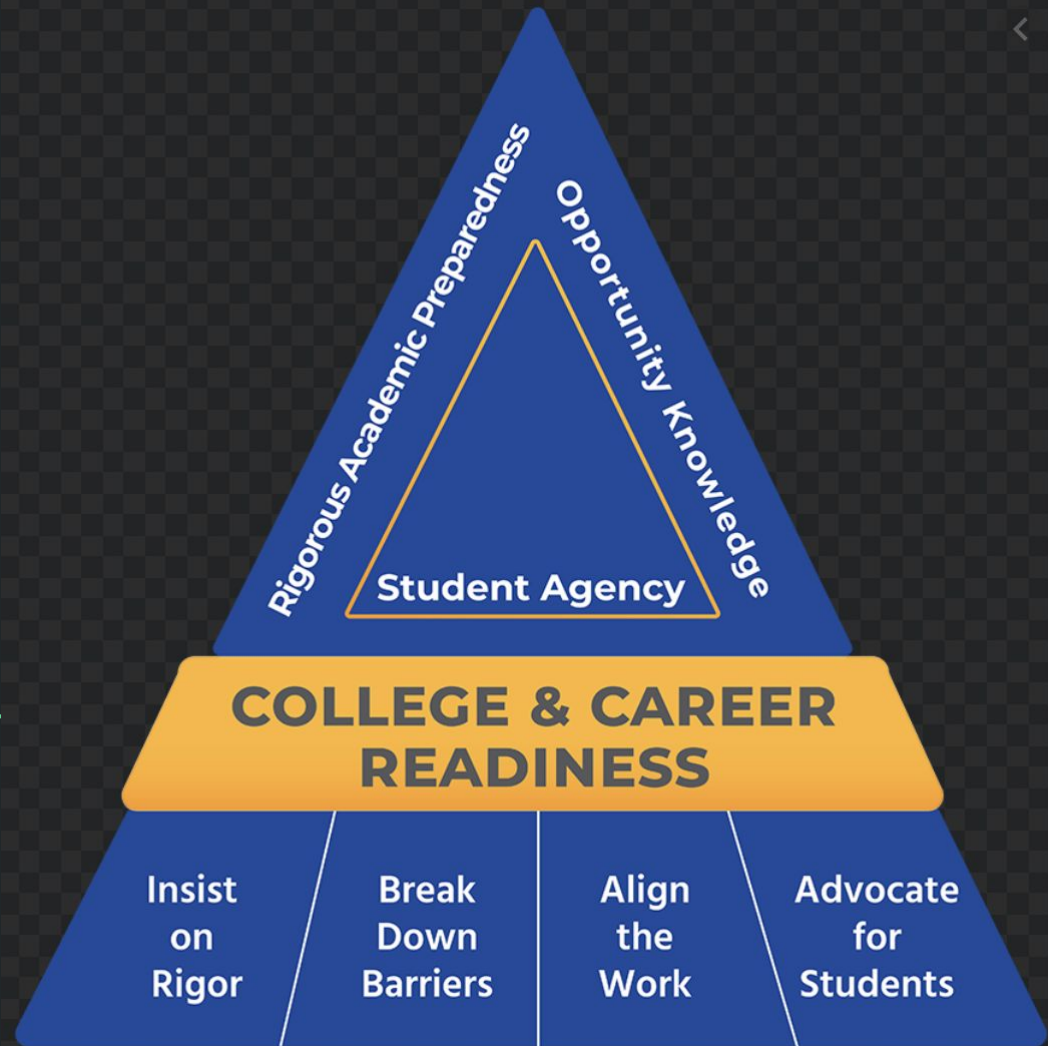 Rigorous Academic Preparedness
Opportunity Knowledge
Student Agency
COLLEGE & CAREER
READINESS
Insist
on
Rigor
Break
Down
Barriers
Align
the
Work
Advocate
for
Students